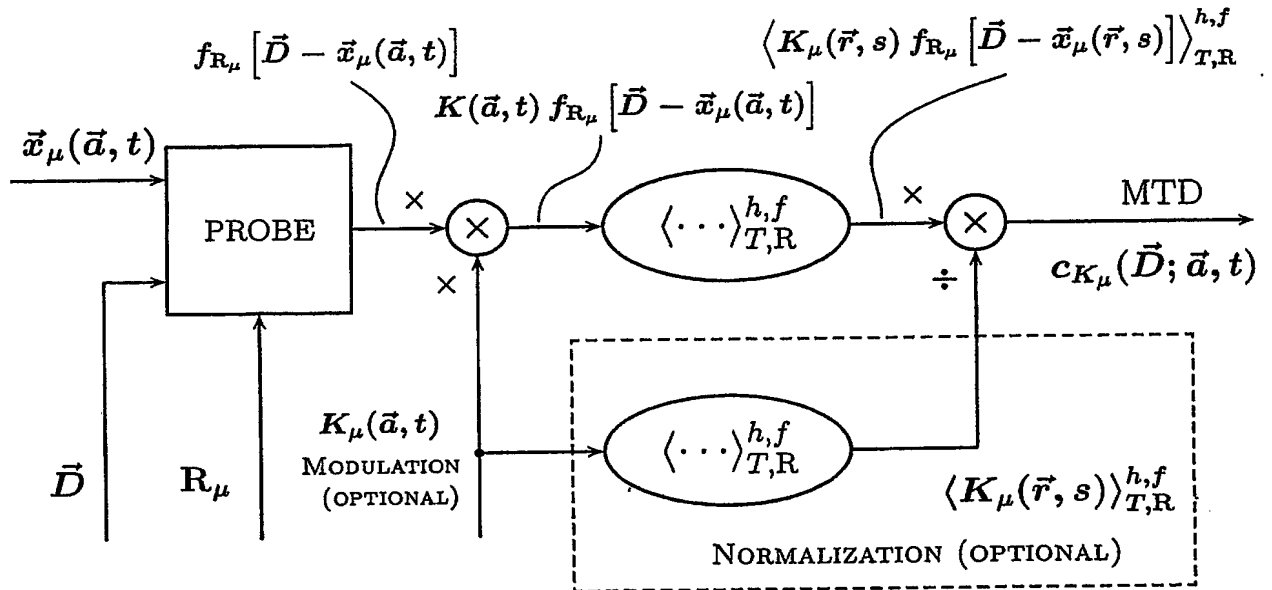 f_{R_μ} [D⃗ − x⃗_μ(a⃗, t)]
⟨K_μ(r⃗, s) f_{R_μ} [D⃗ − x⃗_μ(r⃗, s)]⟩^{h,f}_{T,R}
K(a⃗, t) f_{R_μ} [D⃗ − x⃗_μ(a⃗, t)]
x⃗_μ(a⃗, t)
PROBE
×
×
×
⟨···⟩^{h,f}_{T,R}
×
×
÷
MTD
c_{K_μ}(D⃗; a⃗, t)
D⃗
R_μ
K_μ(a⃗, t)
MODULATION
(OPTIONAL)
⟨···⟩^{h,f}_{T,R}
⟨K_μ(r⃗, s)⟩^{h,f}_{T,R}
NORMALIZATION (OPTIONAL)